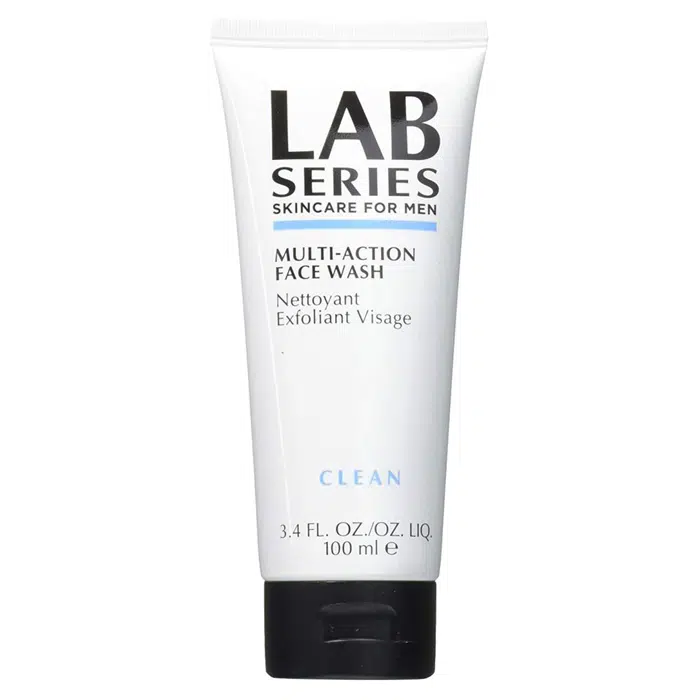 LAB
SERIES
SKINCARE FOR MEN
MULTI-ACTION
FACE WASH
Nettoyant
Exfoliant Visage
CLEAN
3.4 FL. OZ./OZ. LIQ.
100 ml e